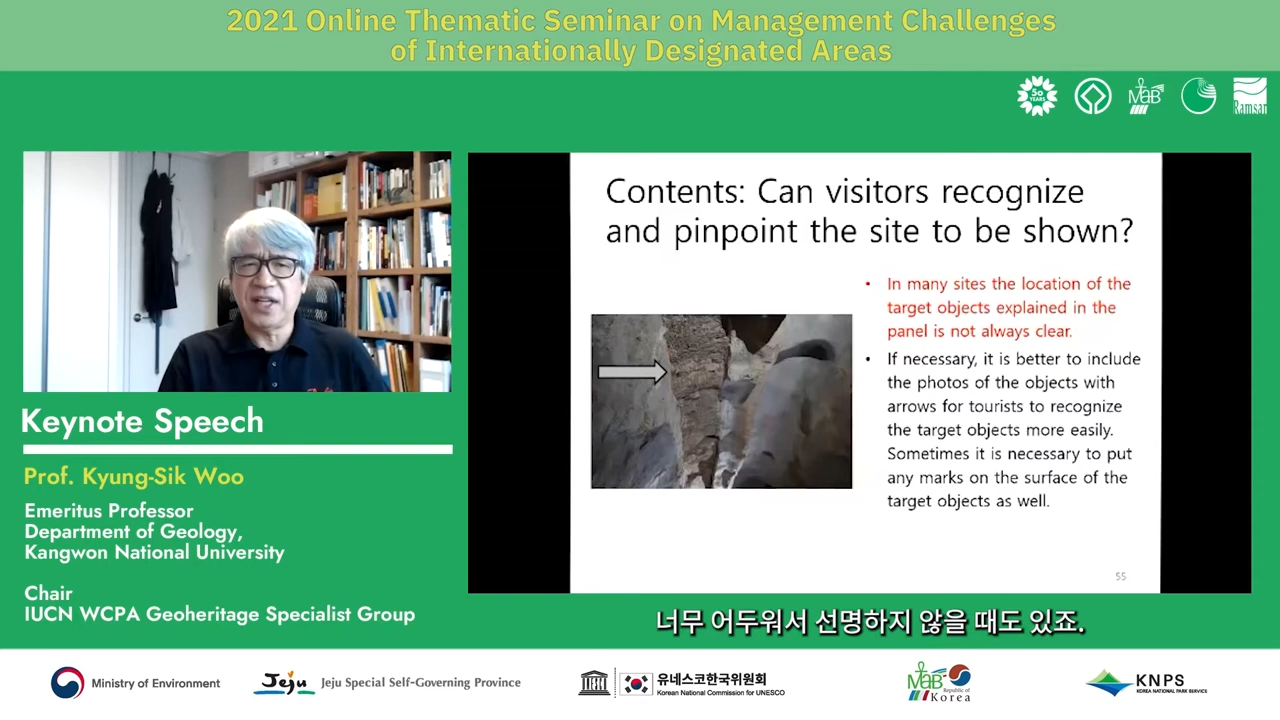 2021 Online Thematic Seminar on Management Challenges
of Internationally Designated Areas
50
YEARS
MaB
Ramsar
Contents: Can visitors recognize
and pinpoint the site to be shown?
• In many sites the location of the
target objects explained in the
panel is not always clear.
• If necessary, it is better to include
the photos of the objects with
arrows for tourists to recognize
the target objects more easily.
Sometimes it is necessary to put
any marks on the surface of the
target objects as well.
55
Keynote Speech
Prof. Kyung-Sik Woo
Emeritus Professor
Department of Geology,
Kangwon National University
Chair
IUCN WCPA Geoheritage Specialist Group
너무 어두워서 선명하지 않을 때도 있죠.
Ministry of Environment
Jeju
Jeju Special Self-Governing Province
유네스코한국위원회
Korean National Commission for UNESCO
MaB
Republic of
Korea
KNPS
KOREA NATIONAL PARK SERVICE